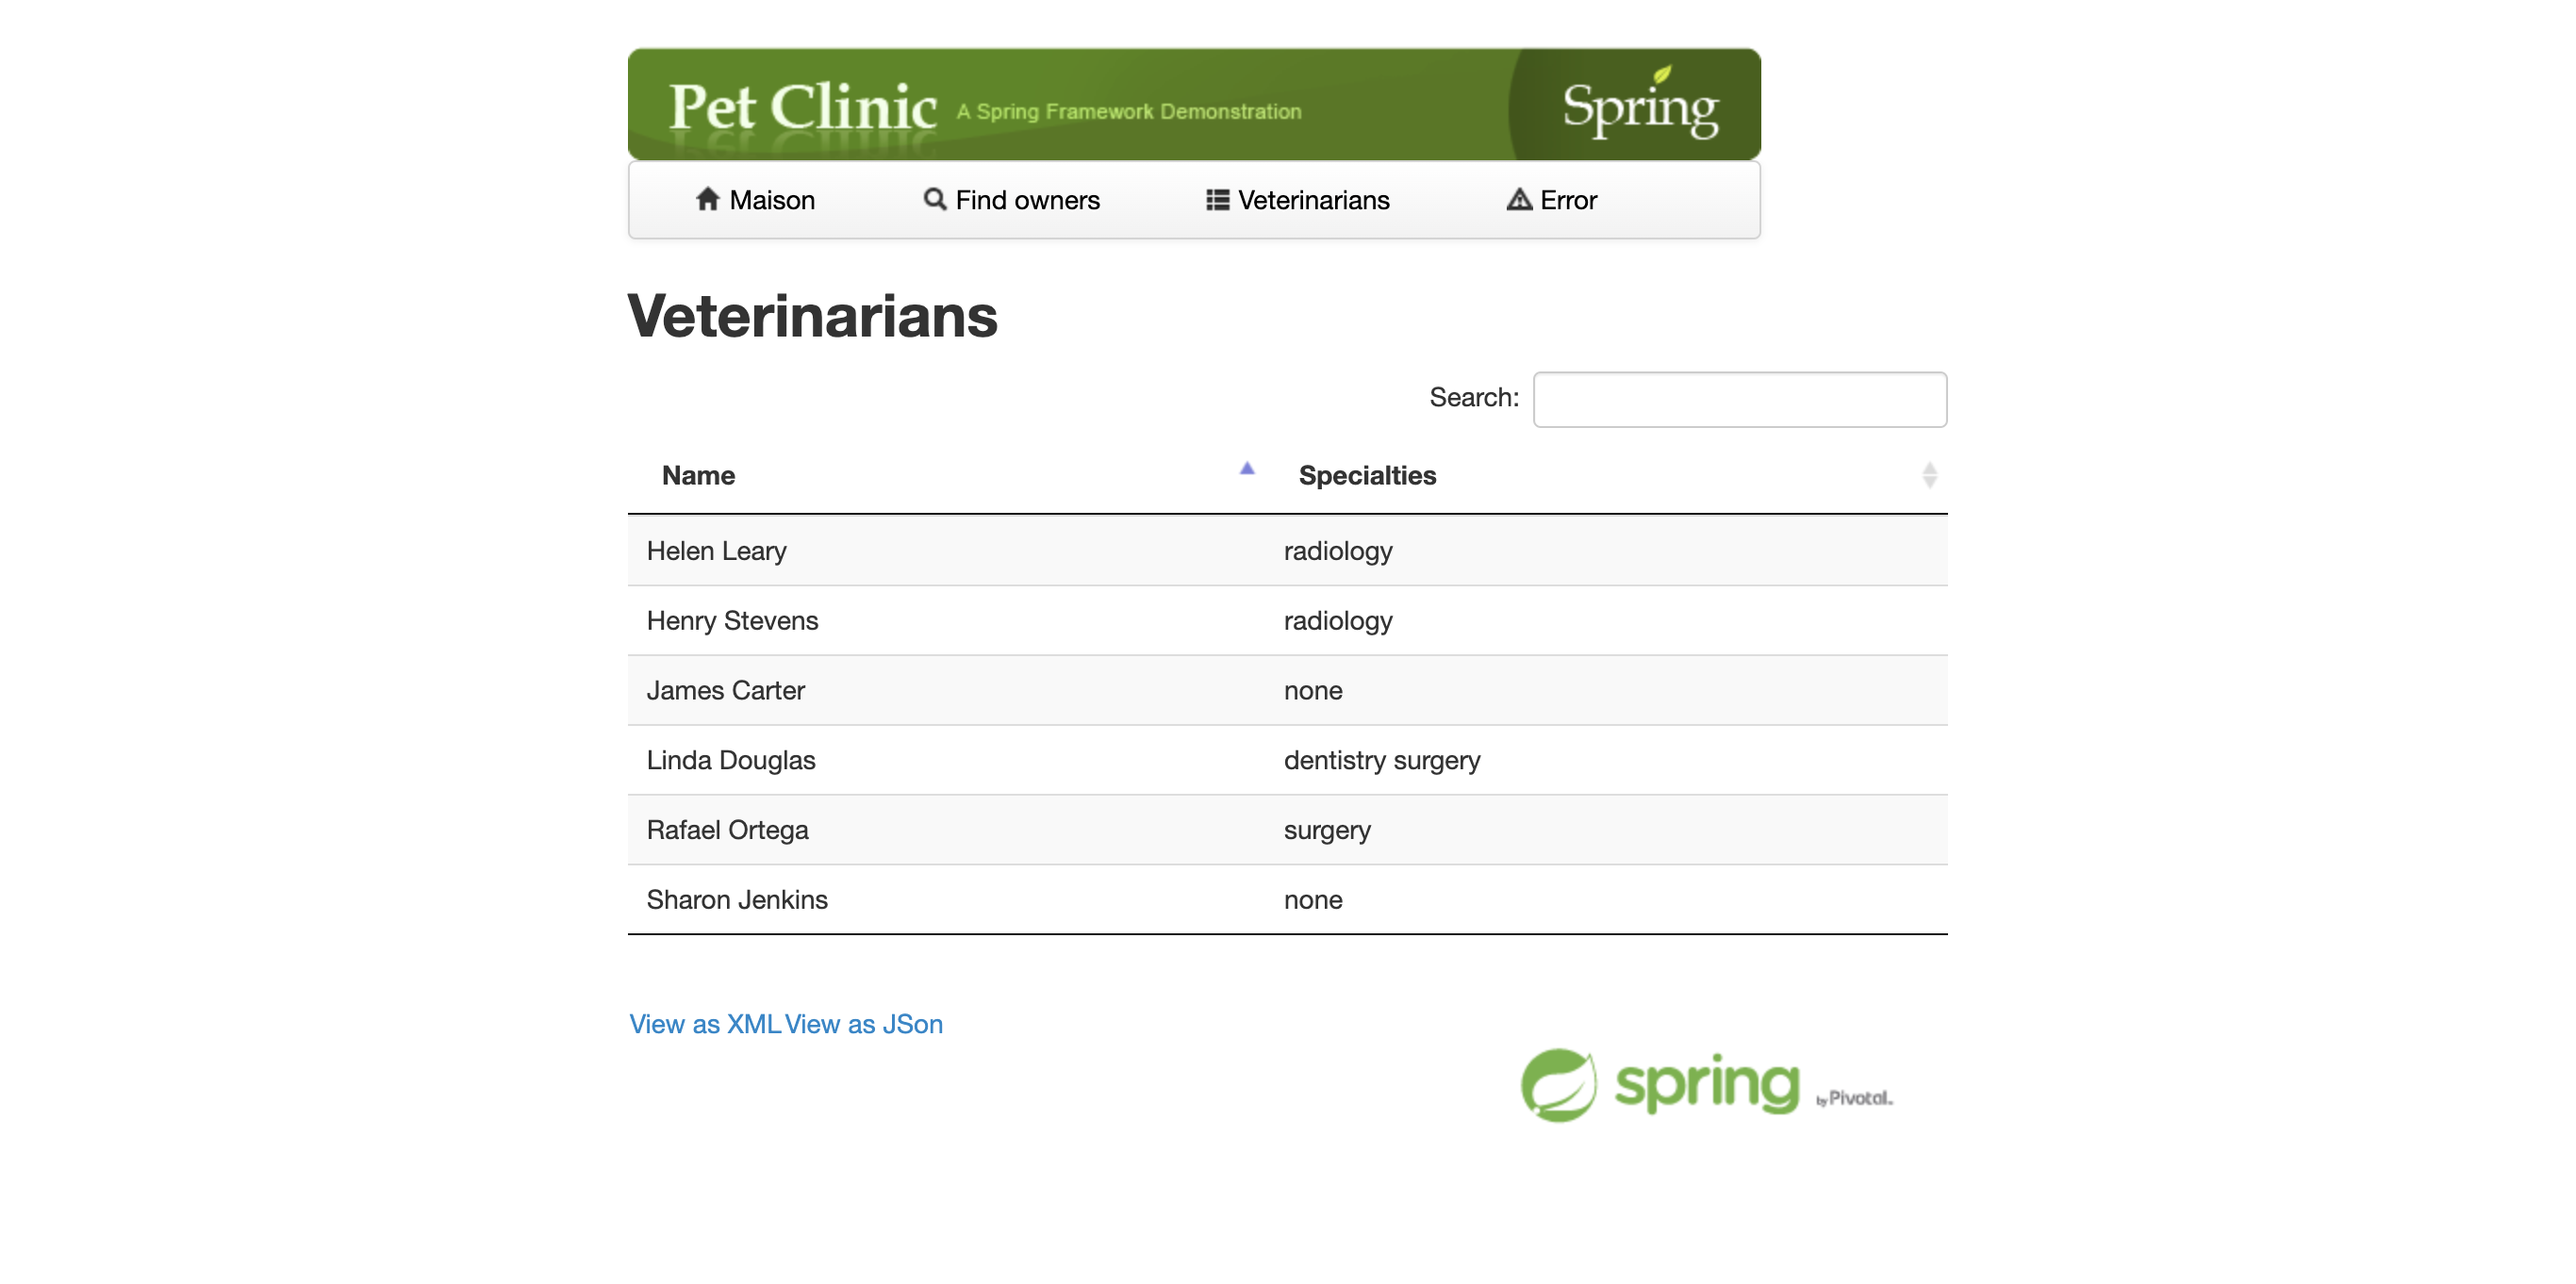 Pet Clinic A Spring Framework Demonstration Spring
Maison Find owners Veterinarians Error
Veterinarians
Search:
Name Specialties
Helen Leary radiology
Henry Stevens radiology
James Carter none
Linda Douglas dentistry surgery
Rafael Ortega surgery
Sharon Jenkins none
View as XML View as JSon
spring by Pivotal